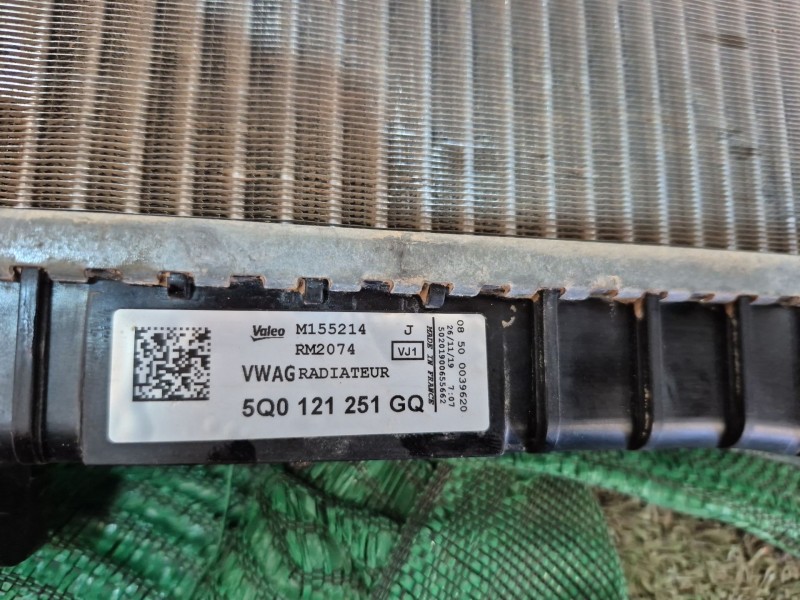 Valeo M155214 J
RM2074 VJ1
VWAG RADIATEUR
5Q0 121 251 GQ
MADE IN FRANCE
50201900655662
26/11/19 7:07
08 50 0039620